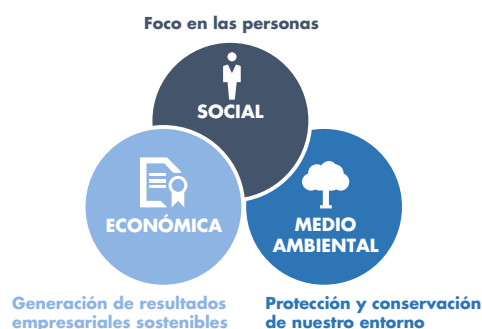 Foco en las personas
SOCIAL
ECONÓMICA
MEDIO
AMBIENTAL
Generación de resultados
empresariales sostenibles
Protección y conservación
de nuestro entorno